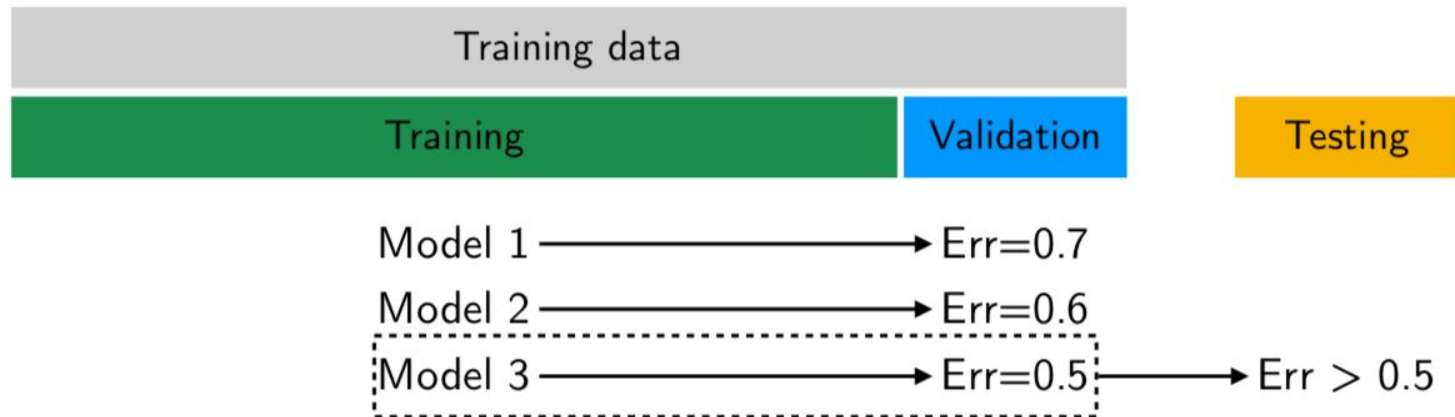 Training data
Training Validation Testing
Model 1 Err=0.7
Model 2 Err=0.6
Model 3 Err=0.5 Err > 0.5